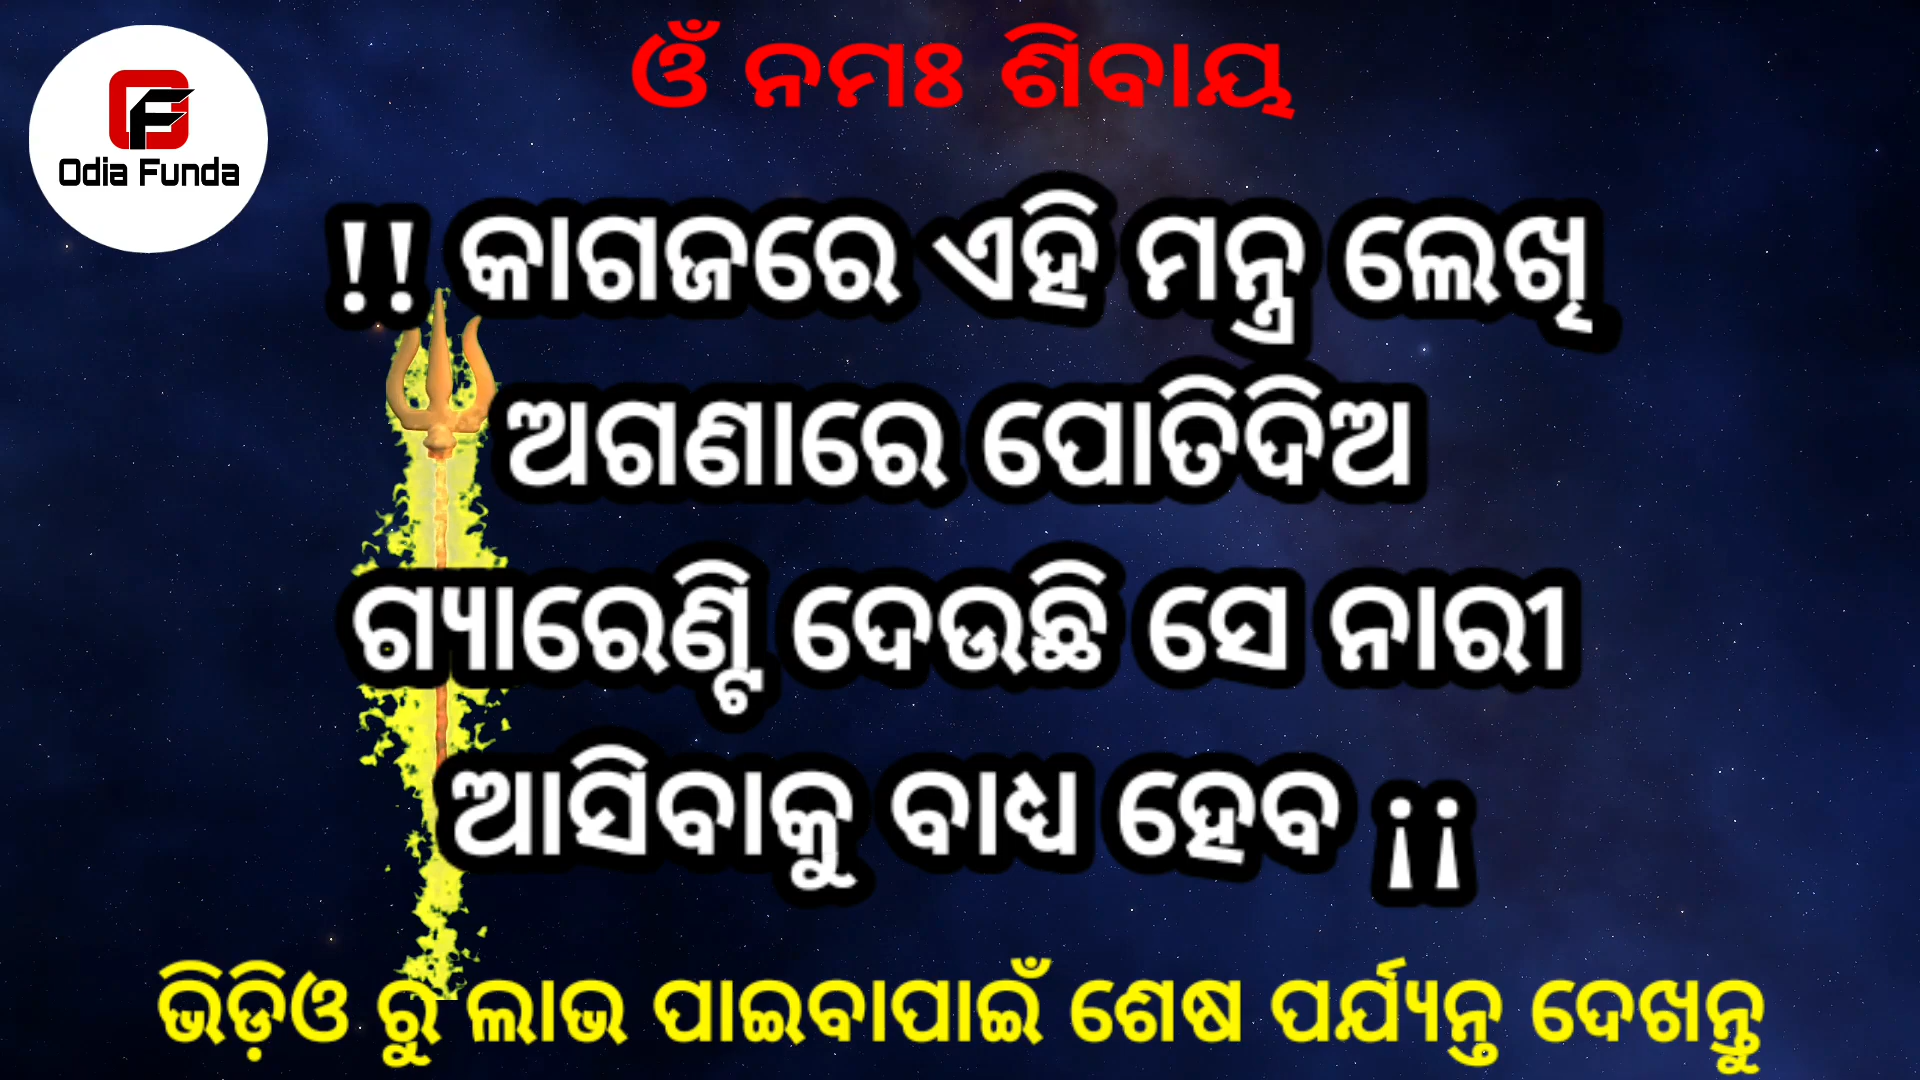 ଓଁ ନମଃ ଶିବାୟ
Odia Funda
!! କାଗଜରେ ଏହି ମନ୍ତ୍ର ଲେଖି
ଅଗଣାରେ ପୋତିଦିଅ
ଗ୍ୟାରେଣ୍ଟି ଦେଉଛି ସେ ନାରୀ
ଆସିବାକୁ ବାଧ୍ୟ ହେବ ¡¡
ଭିଡ଼ିଓ ରୁ ଲାଭ ପାଇବାପାଇଁ ଶେଷ ପର୍ଯ୍ୟନ୍ତ ଦେଖନ୍ତୁ